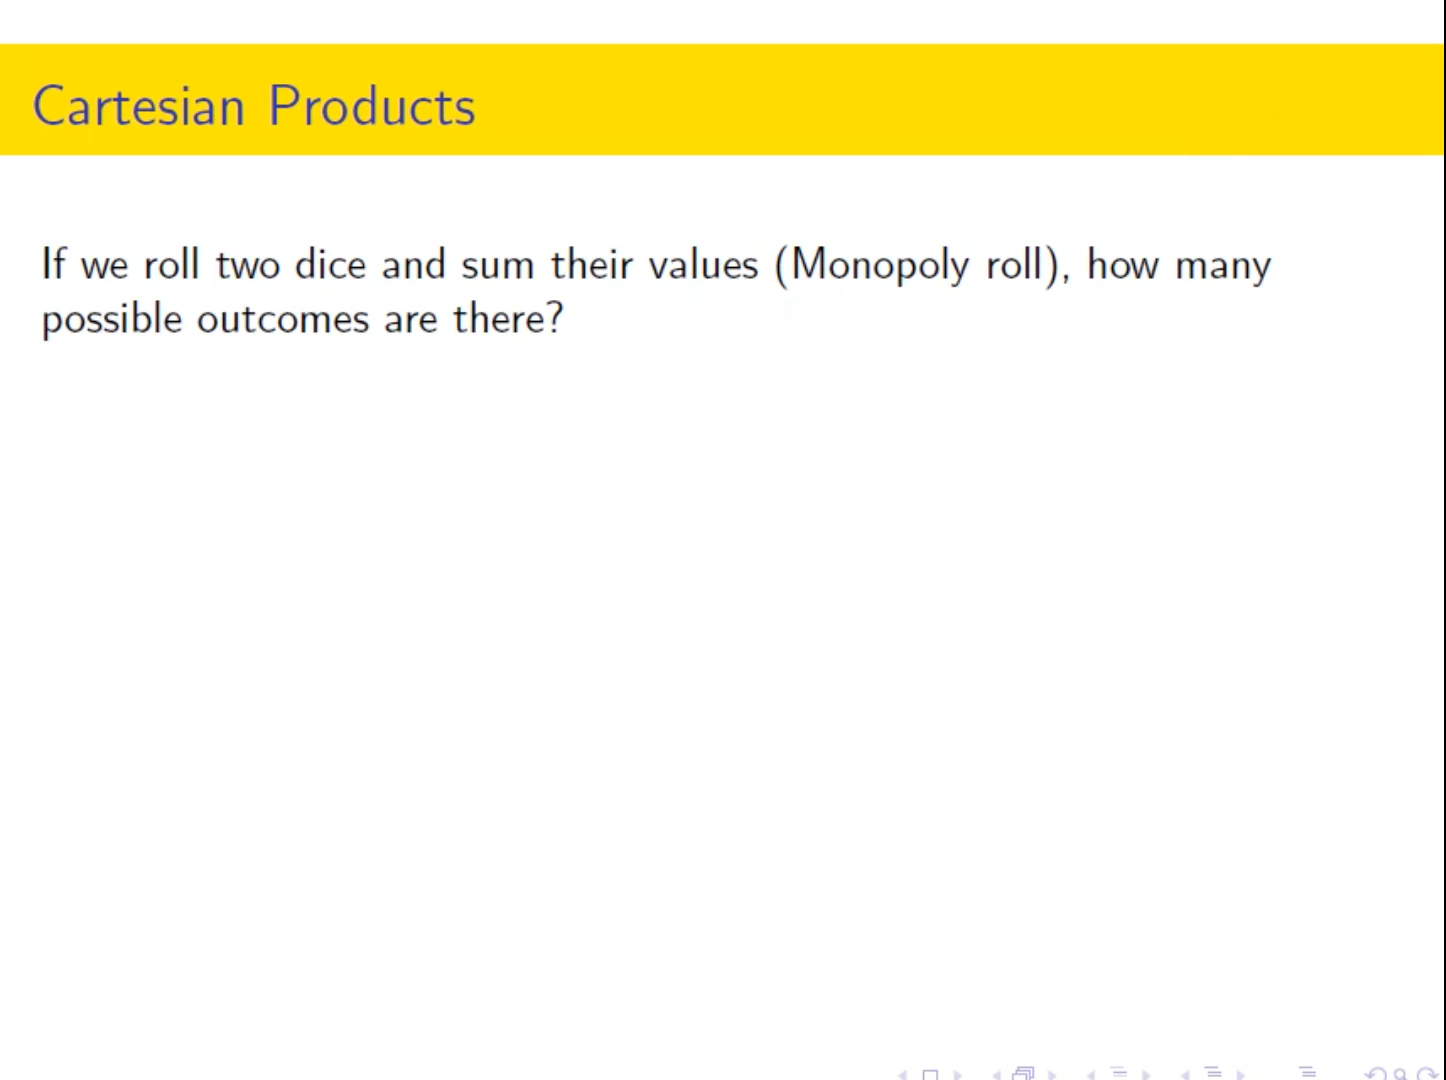 Cartesian Products
If we roll two dice and sum their values (Monopoly roll), how many
possible outcomes are there?